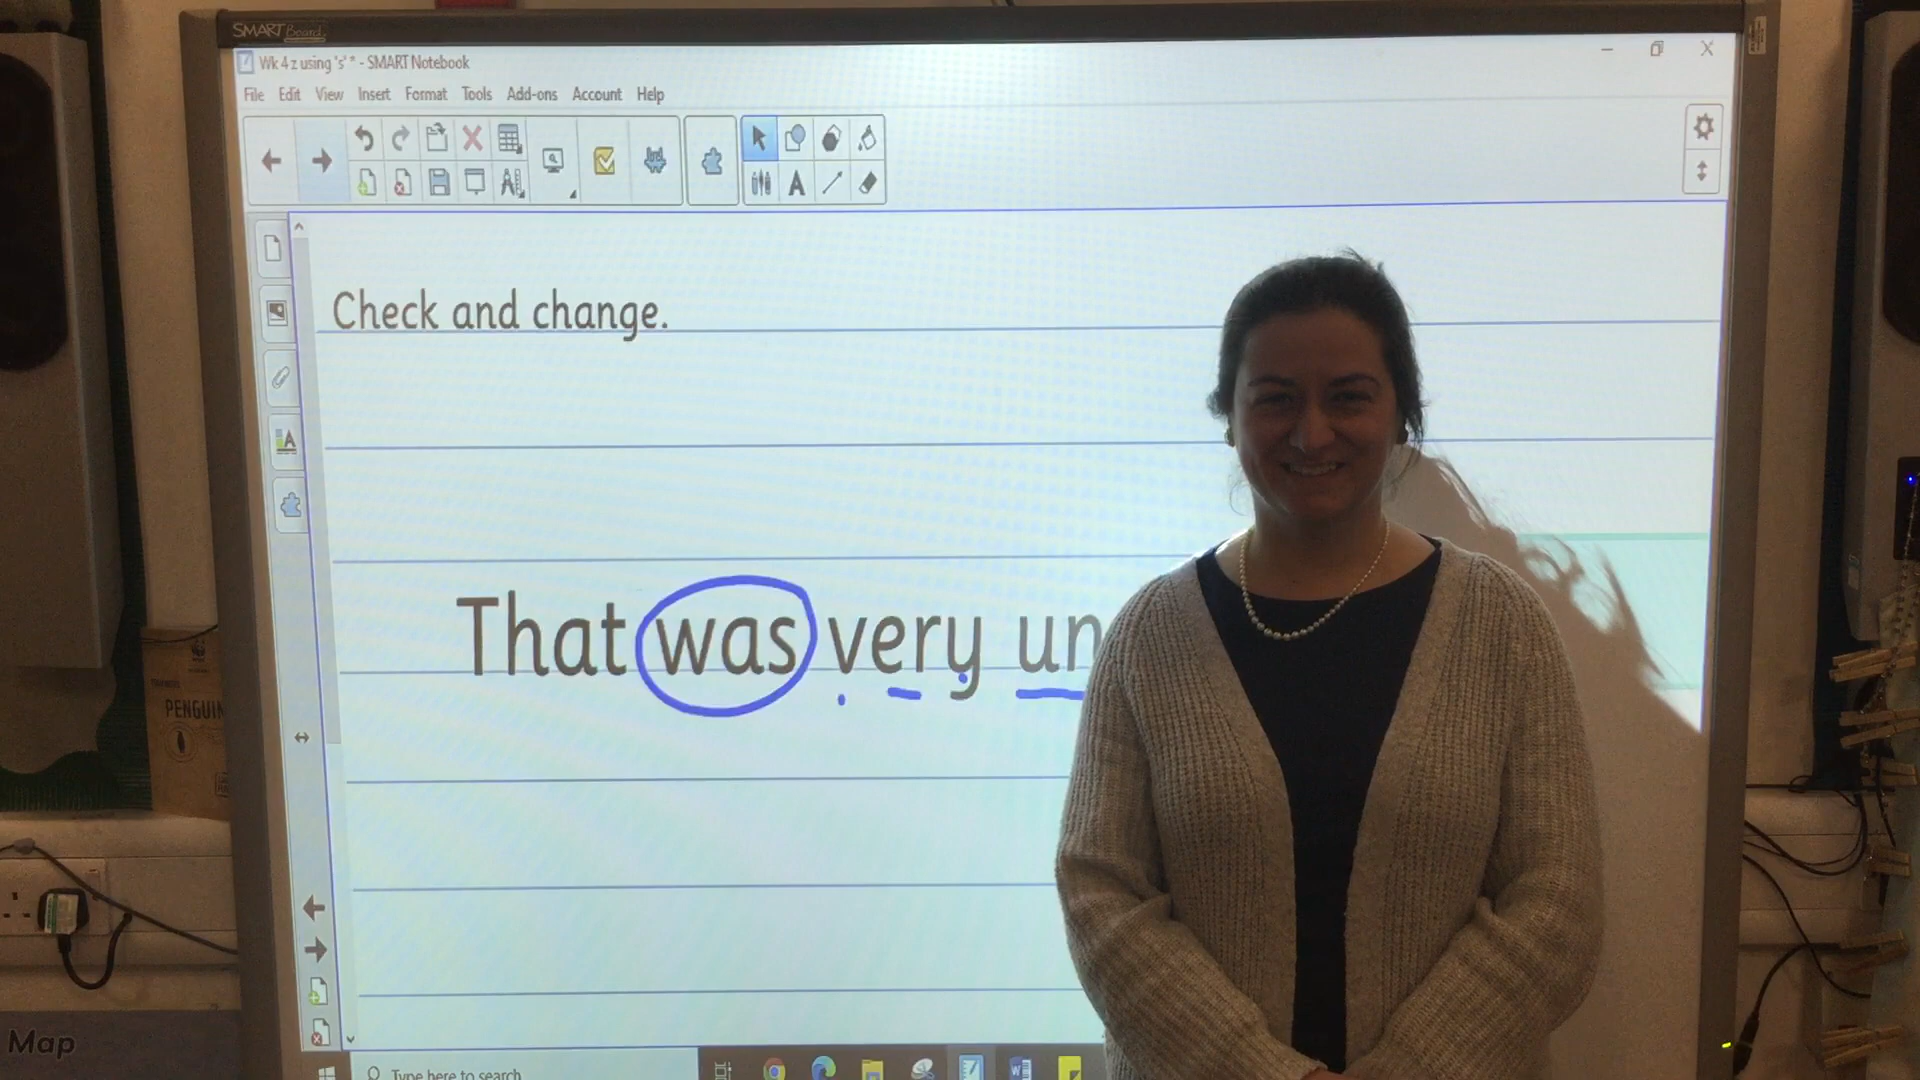 SMART Board
Wk 4 z using 's' * - SMART Notebook
File Edit View Insert Format Tools Add-ons Account Help
Check and change.
That was very un
PENGUIN
Map
Type here to search